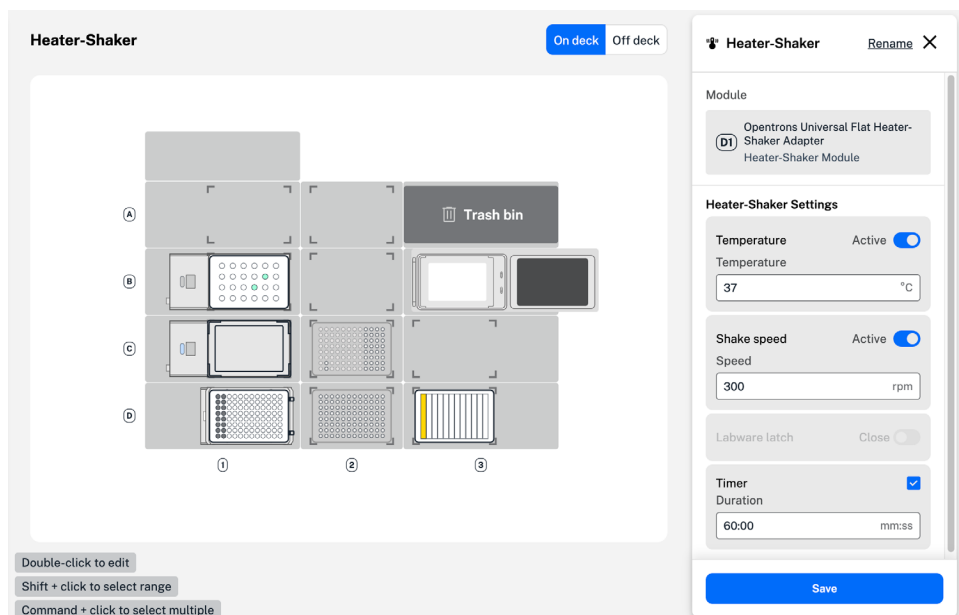 Heater-Shaker
On deck
Off deck
A
Trash bin
B
C
D
1
2
3
Double-click to edit
Shift + click to select range
Command + click to select multiple
Heater-Shaker
Rename
Module
D1
Opentrons Universal Flat Heater-
Shaker Adapter
Heater-Shaker Module
Heater-Shaker Settings
Temperature
Active
Temperature
37
°C
Shake speed
Active
Speed
300
rpm
Labware latch
Close
Timer
Duration
60:00
mm:ss
Save